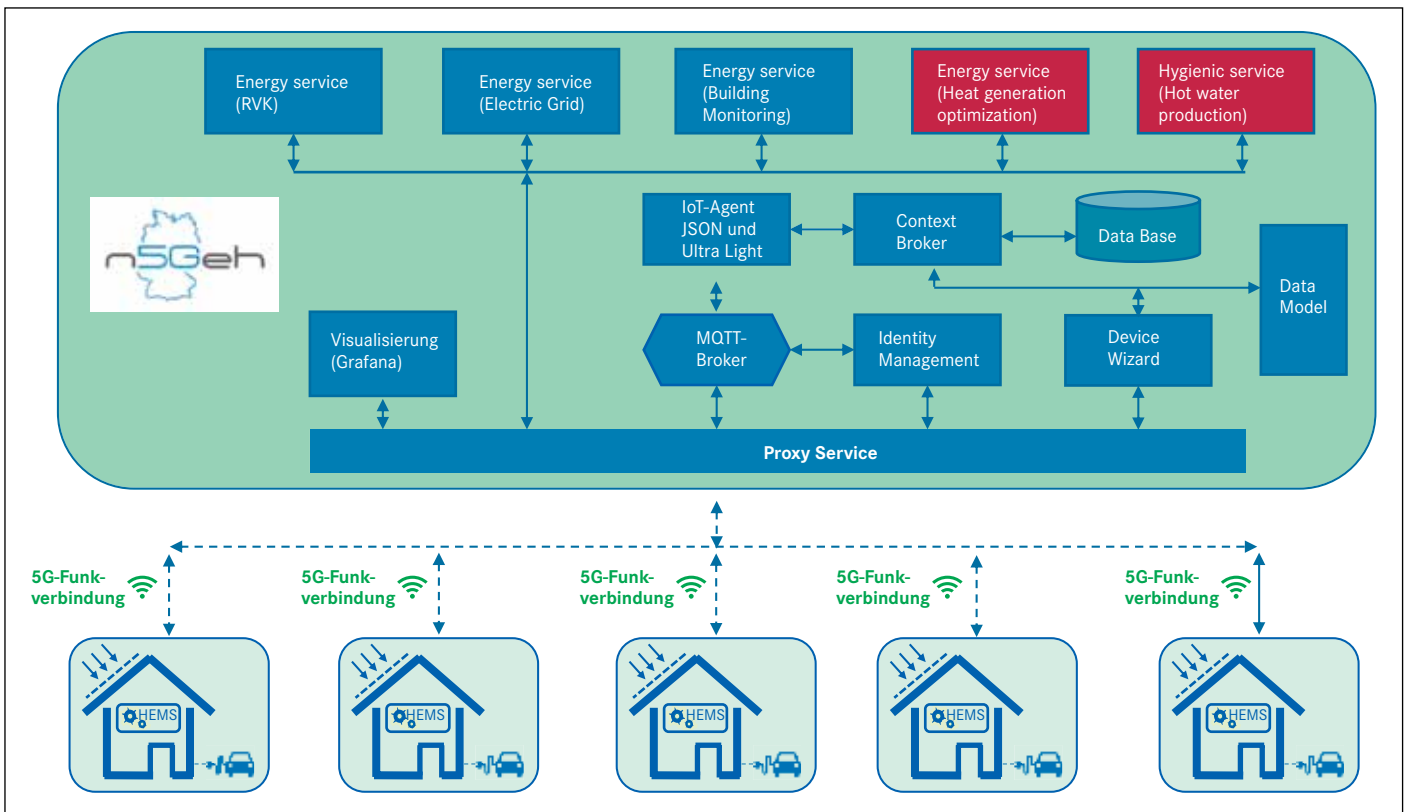 Energy service
(RVK)
Energy service
(Electric Grid)
Energy service
(Building
Monitoring)
Energy service
(Heat generation
optimization)
Hygienic service
(Hot water
production)
n5Geh
IoT-Agent
JSON und
Ultra Light
Context
Broker
Data Base
Data
Model
Visualisierung
(Grafana)
MQTT-
Broker
Identity
Management
Device
Wizard
Proxy Service
5G-Funk-
verbindung
5G-Funk-
verbindung
5G-Funk-
verbindung
5G-Funk-
verbindung
5G-Funk-
verbindung
HEMS
HEMS
HEMS
HEMS
HEMS